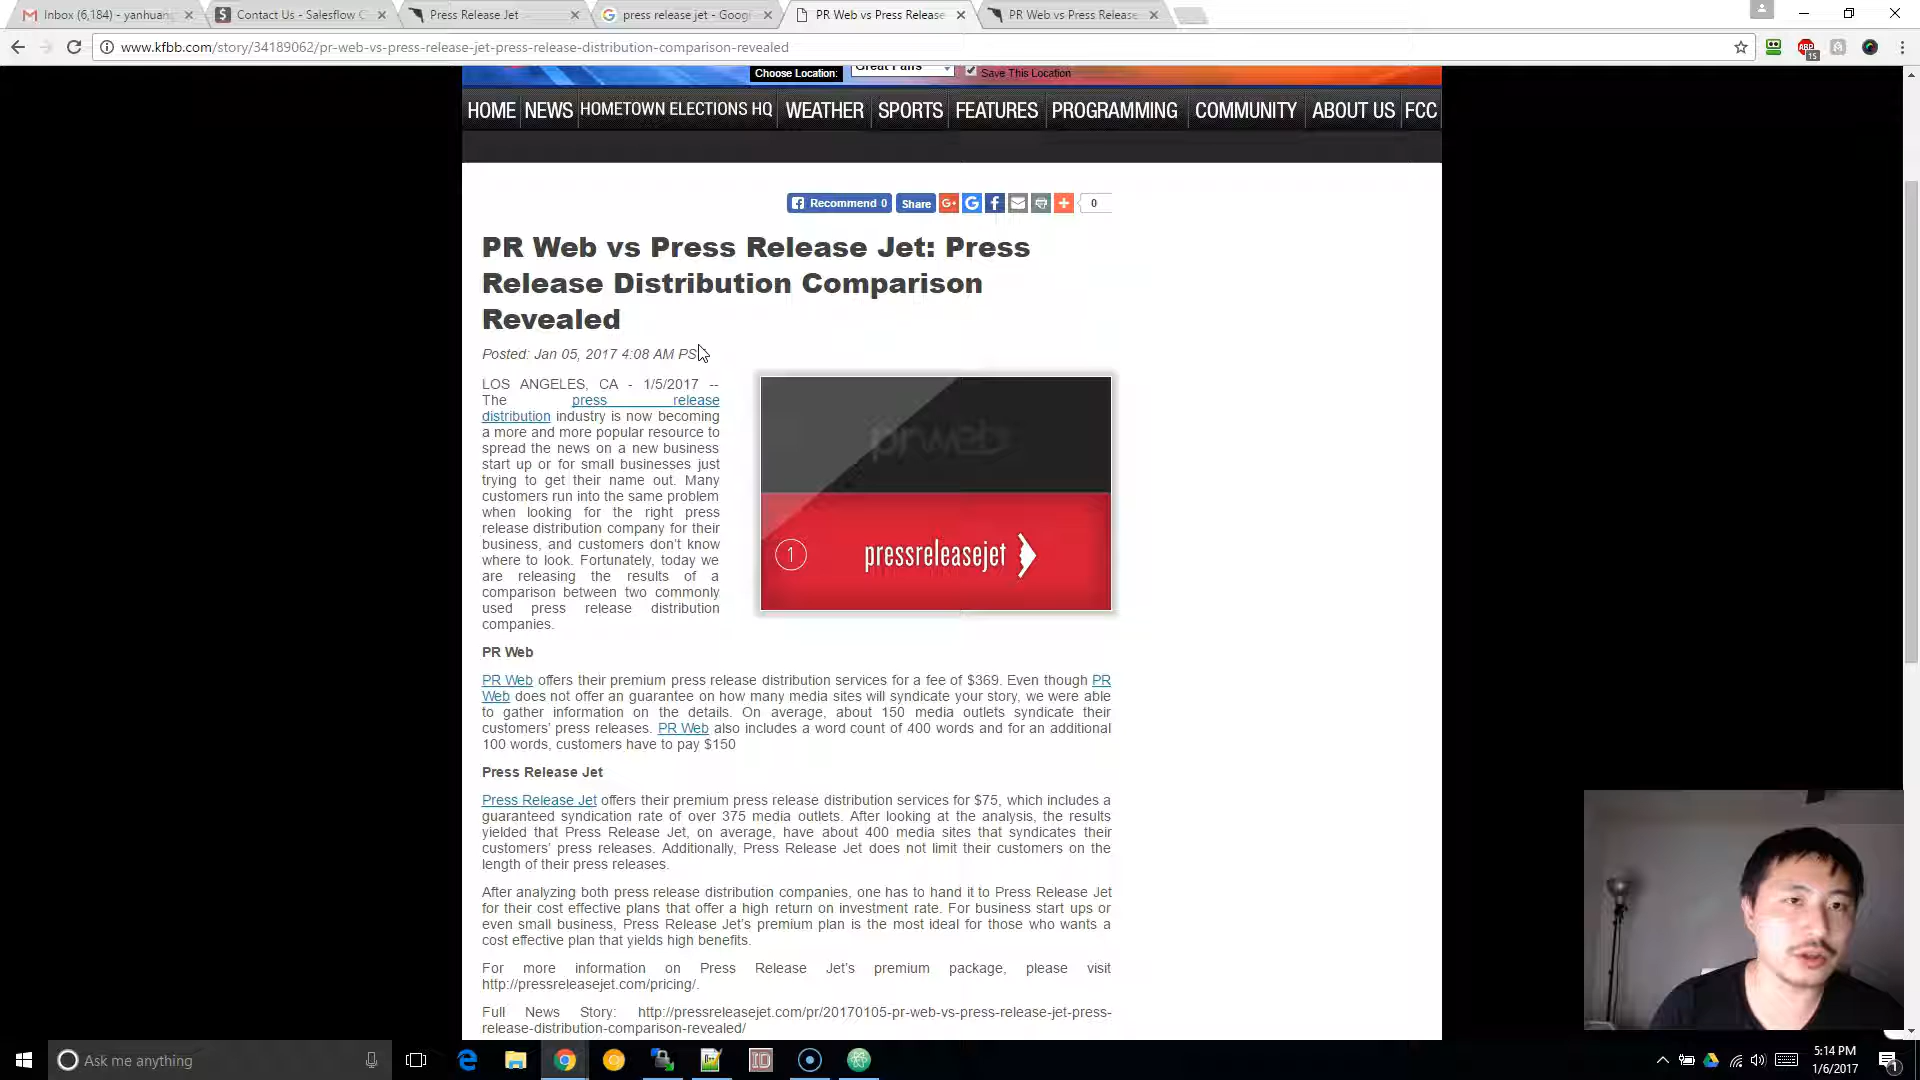 Inbox (6,184) - yanhuang
Contact Us - Salesflow C
Press Release Jet
press release jet - Goog
PR Web vs Press Release
PR Web vs Press Release
www.kfbb.com/story/34189062/pr-web-vs-press-release-jet-press-release-distribution-comparison-revealed
ABP
15
Choose Location:
Great Falls
Save This Location
HOME NEWS HOMETOWN ELECTIONS HQ WEATHER SPORTS FEATURES PROGRAMMING COMMUNITY ABOUT US FCC
Recommend 0 Share G+ G f 0
PR Web vs Press Release Jet: Press
Release Distribution Comparison
Revealed
Posted: Jan 05, 2017 4:08 AM PS
LOS ANGELES, CA - 1/5/2017 --
The press release
distribution industry is now becoming
a more and more popular resource to
spread the news on a new business
start up or for small businesses just
trying to get their name out. Many
customers run into the same problem
when looking for the right press
release distribution company for their
business, and customers don't know
where to look. Fortunately, today we
are releasing the results of a
comparison between two commonly
used press release distribution
companies.
prweb
1
pressreleasejet
PR Web
PR Web offers their premium press release distribution services for a fee of $369. Even though PR
Web does not offer an guarantee on how many media sites will syndicate your story, we were able
to gather information on the details. On average, about 150 media outlets syndicate their
customers' press releases. PR Web also includes a word count of 400 words and for an additional
100 words, customers have to pay $150
Press Release Jet
Press Release Jet offers their premium press release distribution services for $75, which includes a
guaranteed syndication rate of over 375 media outlets. After looking at the analysis, the results
yielded that Press Release Jet, on average, have about 400 media sites that syndicates their
customers' press releases. Additionally, Press Release Jet does not limit their customers on the
length of their press releases.
After analyzing both press release distribution companies, one has to hand it to Press Release Jet
for their cost effective plans that offer a high return on investment rate. For business start ups or
even small business, Press Release Jet's premium plan is the most ideal for those who wants a
cost effective plan that yields high benefits.
For more information on Press Release Jet's premium package, please visit
http://pressreleasejet.com/pricing/.
Full News Story: http://pressreleasejet.com/pr/20170105-pr-web-vs-press-release-jet-press-
release-distribution-comparison-revealed/
Ask me anything
5:14 PM
1/6/2017
1